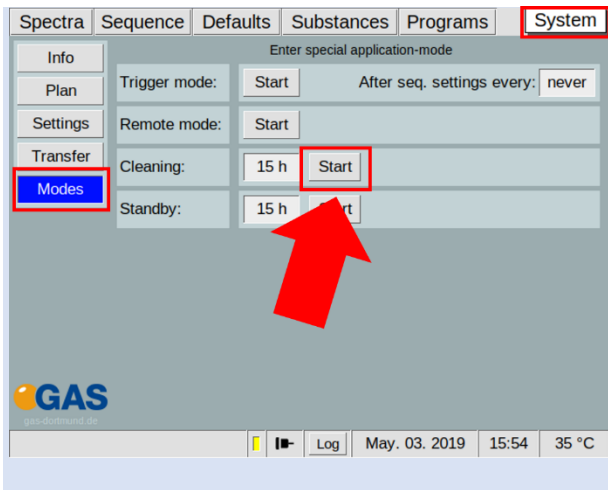 Spectra Sequence Defaults Substances Programs System
Info
Plan
Settings
Transfer
Modes
Enter special application-mode
Trigger mode: Start After seq. settings every: never
Remote mode: Start
Cleaning: 15 h Start
Standby: 15 h Start
GAS
gas-dortmund.de
Log May. 03. 2019 15:54 35 °C